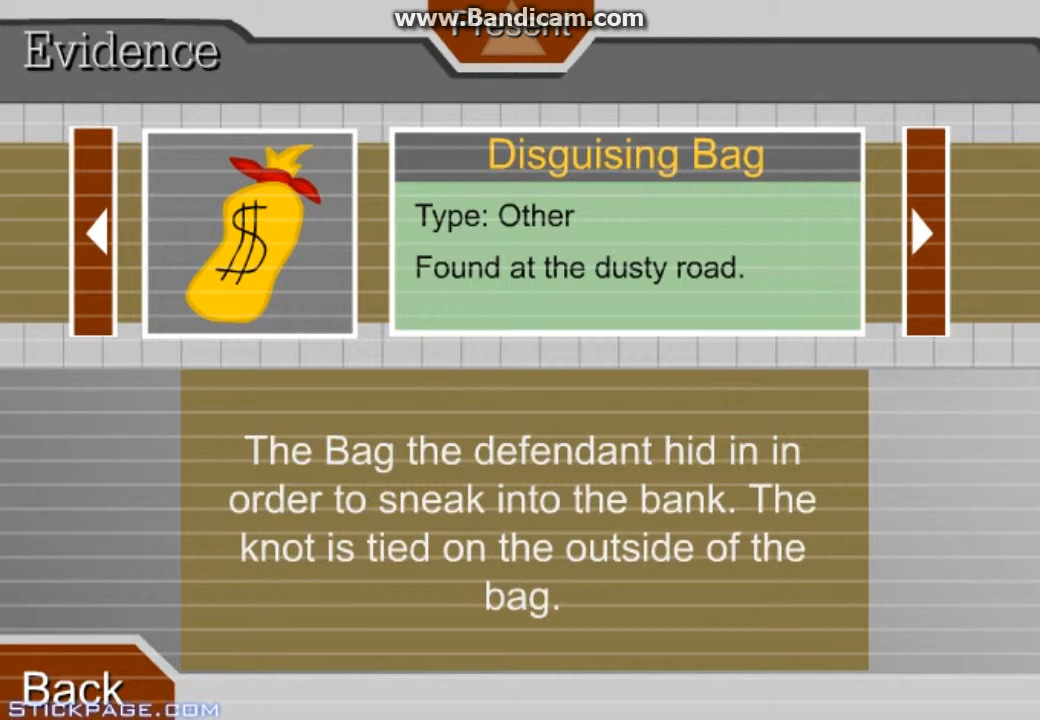 www.Bandicam.com
Present
Evidence
$
Disguising Bag
Type: Other
Found at the dusty road.
The Bag the defendant hid in in
order to sneak into the bank. The
knot is tied on the outside of the
bag.
Back
STICKPAGE.COM